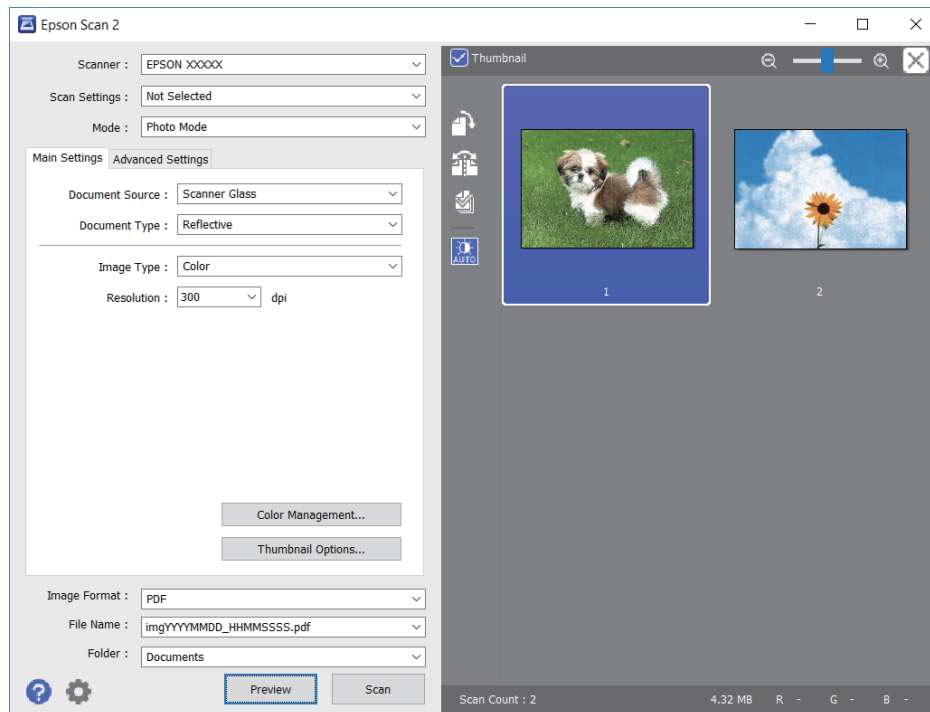 Epson Scan 2
Scanner : EPSON XXXXX
Scan Settings : Not Selected
Mode : Photo Mode
Main Settings Advanced Settings
Document Source : Scanner Glass
Document Type : Reflective
Image Type : Color
Resolution : 300 dpi
Color Management...
Thumbnail Options...
Image Format : PDF
File Name : imgYYYYMMDD_HHMMSSSS.pdf
Folder : Documents
Preview Scan
Thumbnail
AUTO
1 2
Scan Count : 2 4.32 MB R - G - B -